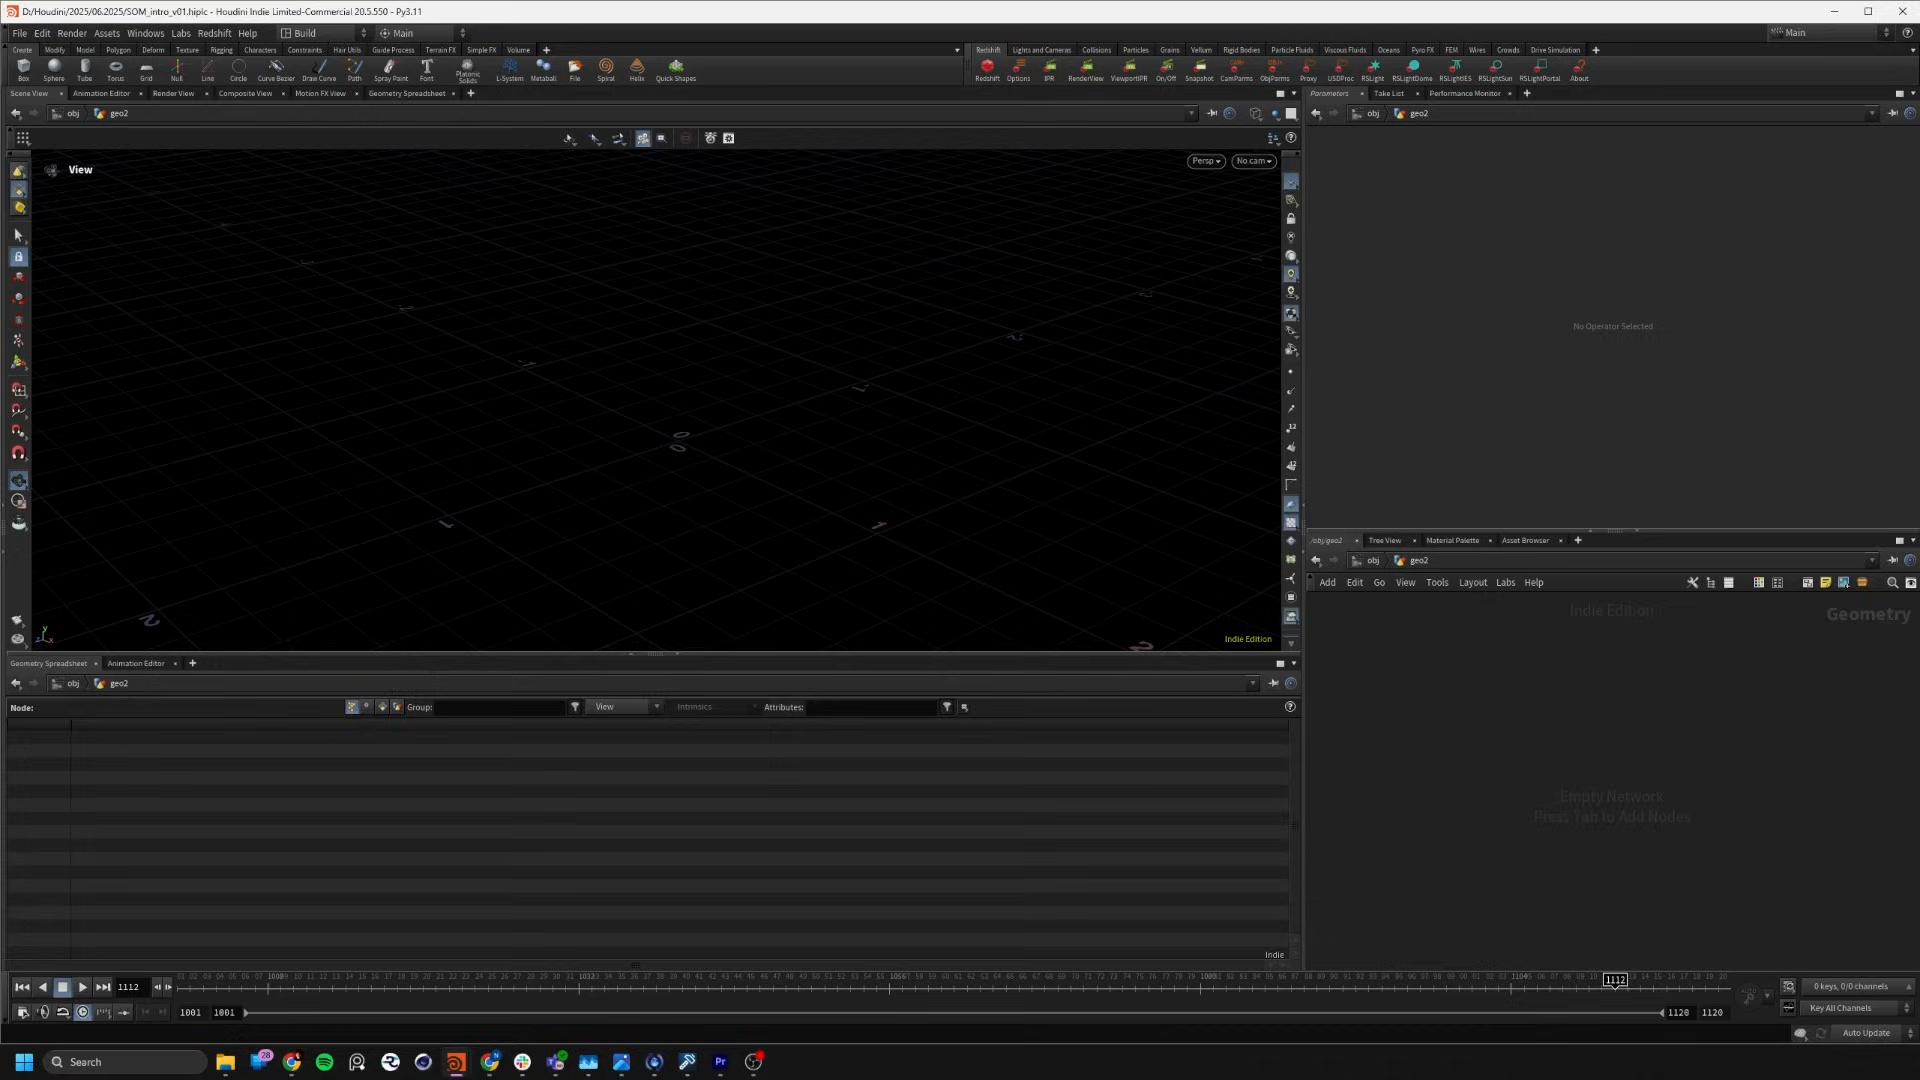 D:/Houdini/2025/06.2025/SOM_intro_v01.hiplc - Houdini Indie Limited-Commercial 20.5.550 - Py3.11
File Edit Render Assets Windows Labs Redshift Help Build Main Main
Create Modify Model Polygon Deform Texture Rigging Characters Constraints Hair Utils Guide Process Terrain FX Simple FX Volume
Redshift Lights and Cameras Collisions Particles Grains Vellum Rigid Bodies Particle Fluids Viscous Fluids Oceans Pyro FX FEM Wires Crowds Drive Simulation
Box Sphere Tube Torus Grid Null Line Circle Curve Bezier Draw Curve Path Spray Paint Font Platonic Solids L-System Metaball File Spiral Helix Quick Shapes
Redshift Options IPR RenderView ViewportIPR On/Off Snapshot CamParms ObjParms Proxy USDProc RSLight RSLightDome RSLightIES RSLightSun RSLightPortal About
Scene View Animation Editor Render View Composite View Motion FX View Geometry Spreadsheet
Parameters Take List Performance Monitor
obj geo2
obj geo2
View
Persp No cam
No Operator Selected
0
0
1
1
2
2
Indie Edition
/obj/geo2 Tree View Material Palette Asset Browser
obj geo2
Add Edit Go View Tools Layout Labs Help
Indie Edition
Geometry
Empty Network
Press Tab to Add Nodes
Geometry Spreadsheet Animation Editor
obj geo2
Node: Group: View Intrinsics Attributes:
Indie
1112
1112
0 keys, 0/0 channels
1001 1001 1120 1120
Key All Channels
Auto Update
Search
28